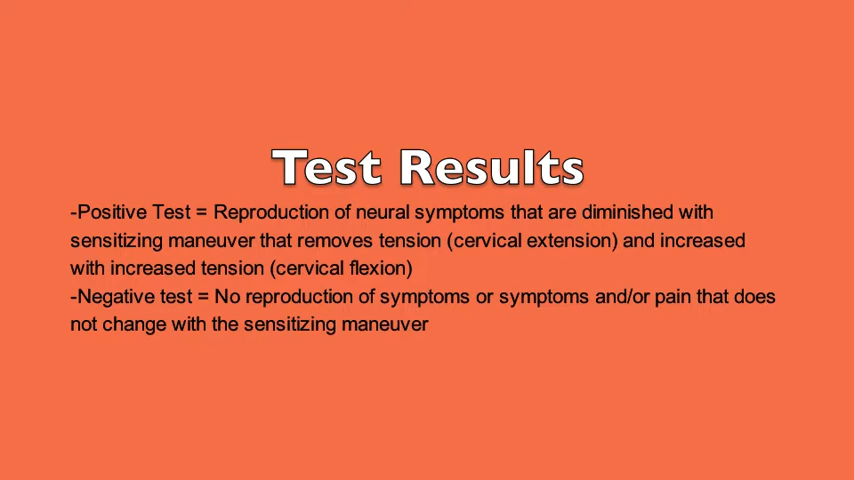 Test Results
-Positive Test = Reproduction of neural symptoms that are diminished with
sensitizing maneuver that removes tension (cervical extension) and increased
with increased tension (cervical flexion)
-Negative test = No reproduction of symptoms or symptoms and/or pain that does
not change with the sensitizing maneuver